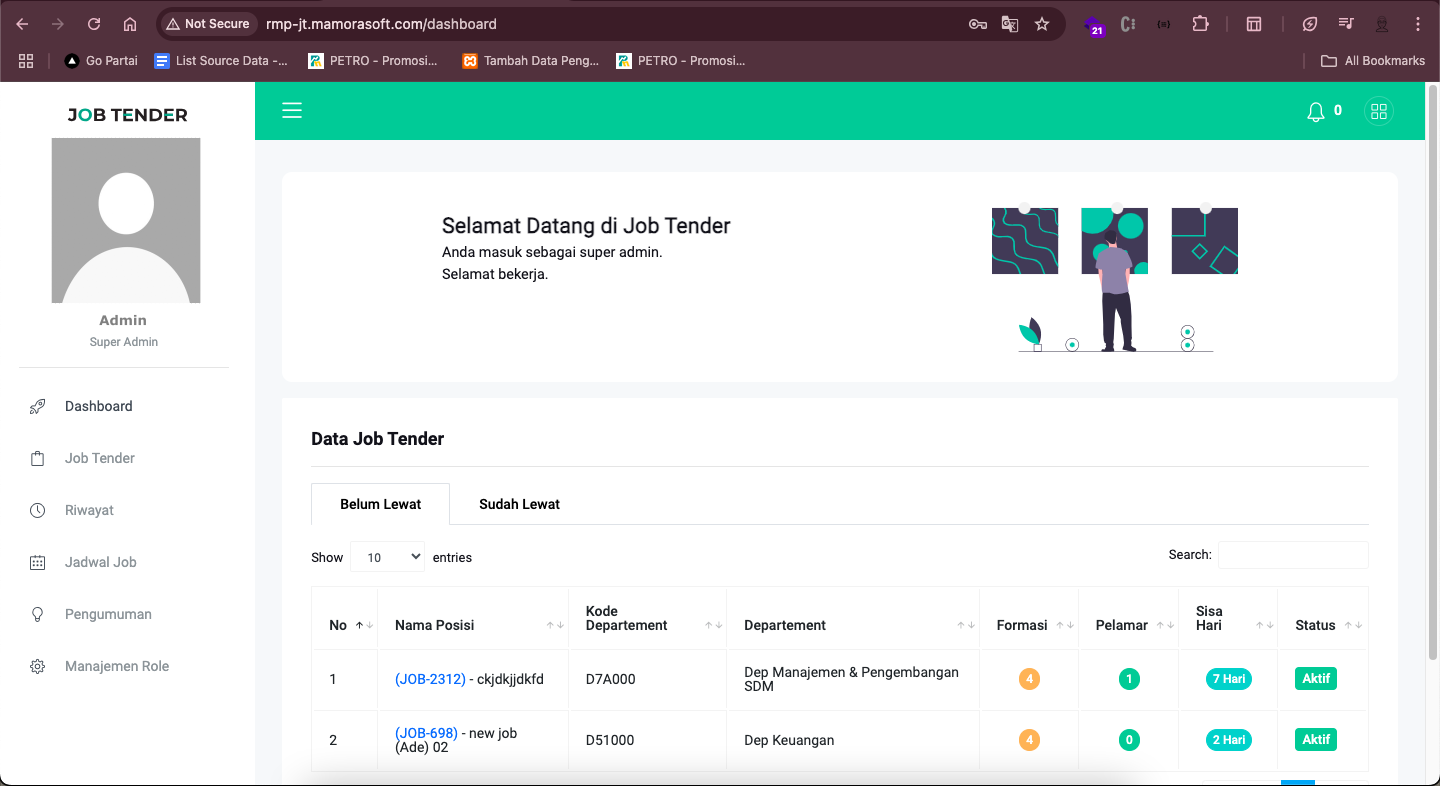 Not Secure
rmp-jt.mamorasoft.com/dashboard
21
Go Partai
List Source Data -...
PETRO - Promosi...
Tambah Data Peng...
PETRO - Promosi...
All Bookmarks
JOB TENDER
0
Admin
Super Admin
Dashboard
Job Tender
Riwayat
Jadwal Job
Pengumuman
Manajemen Role
Selamat Datang di Job Tender
Anda masuk sebagai super admin.
Selamat bekerja.
Data Job Tender
Belum Lewat
Sudah Lewat
Show 10 entries
Search:
No
Nama Posisi
Kode
Departement
Departement
Formasi
Pelamar
Sisa
Hari
Status
1
(JOB-2312) - ckjdkjjdkfd
D7A000
Dep Manajemen & Pengembangan
SDM
4
1
7 Hari
Aktif
2
(JOB-698) - new job
(Ade) 02
D51000
Dep Keuangan
4
0
2 Hari
Aktif